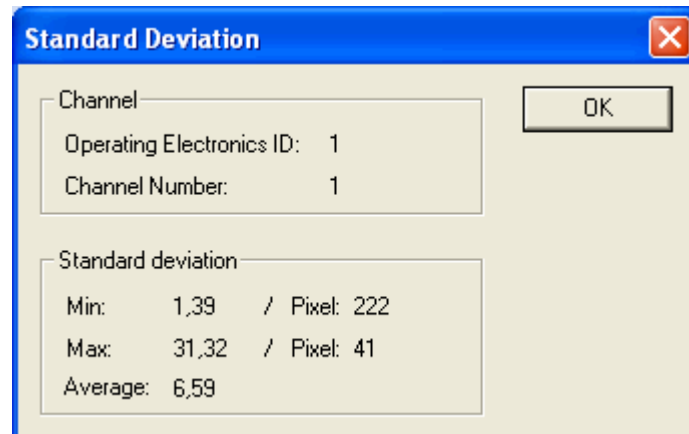 Standard Deviation
Channel
OK
Operating Electronics ID: 1
Channel Number: 1
Standard deviation
Min: 1,39 / Pixel: 222
Max: 31,32 / Pixel: 41
Average: 6,59